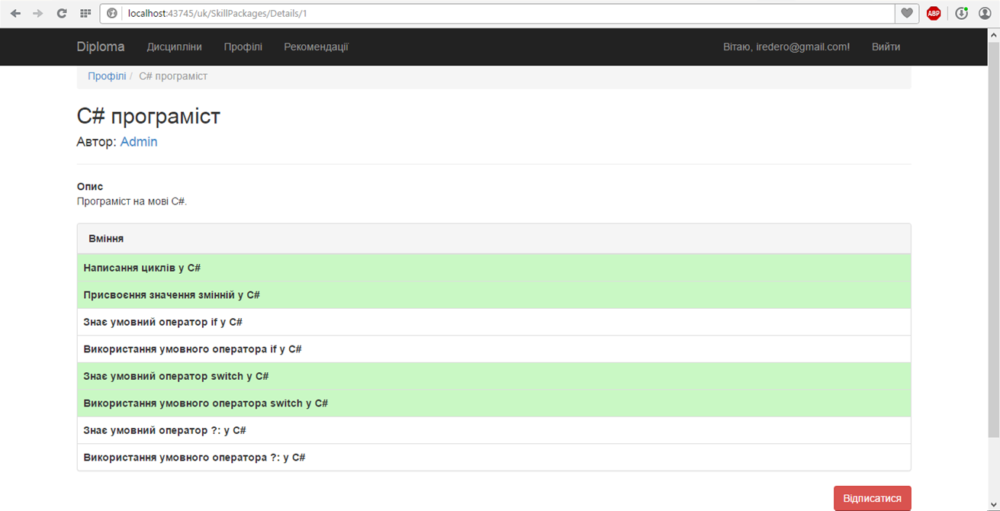 localhost:43745/uk/SkillPackages/Details/1
ABP
Diploma Дисципліни Профілі Рекомендації Вітаю, iredero@gmail.com! Вийти
Профілі / C# програміст
C# програміст
Автор: Admin
Опис
Програміст на мові C#.
Вміння
Написання циклів у C#
Присвоєння значення змінній у C#
Знає умовний оператор if у C#
Використання умовного оператора if у C#
Знає умовний оператор switch у C#
Використання умовного оператора switch у C#
Знає умовний оператор ?: у C#
Використання умовного оператора ?: у C#
Відписатися